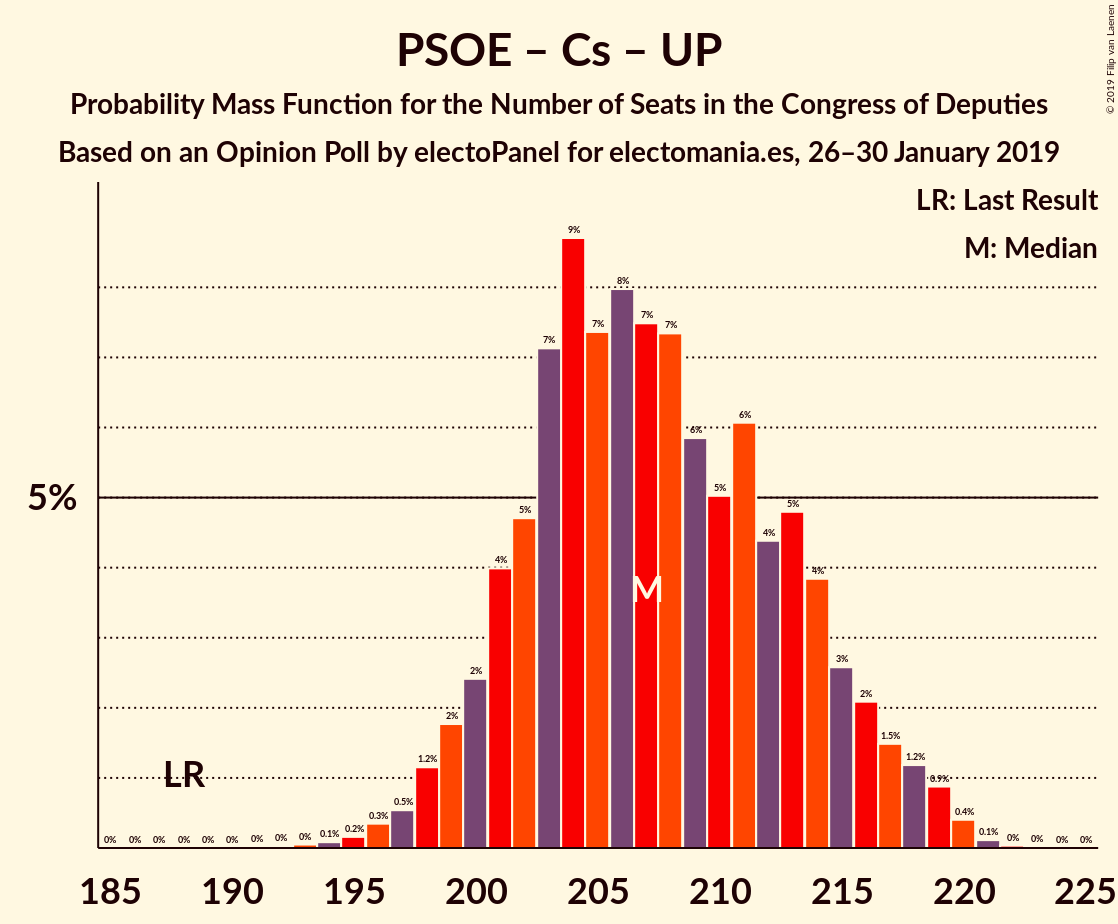 PSOE – Cs – UP
Probability Mass Function for the Number of Seats in the Congress of Deputies
Based on an Opinion Poll by electoPanel for electomania.es, 26–30 January 2019
© 2019 Filip van Laenen
LR: Last Result
M: Median
5%
0% 0% 0% 0% 0% 0% 0% 0% 0% 0.1% 0.2% 0.3% 0.5% 1.2% 2% 2% 4% 5% 7% 9% 7% 8% 7% 7% 6% 5% 6% 4% 5% 4% 3% 2% 1.5% 1.2% 0.9% 0.4% 0.1% 0% 0% 0% 0%
M
LR
185 190 195 200 205 210 215 220 225